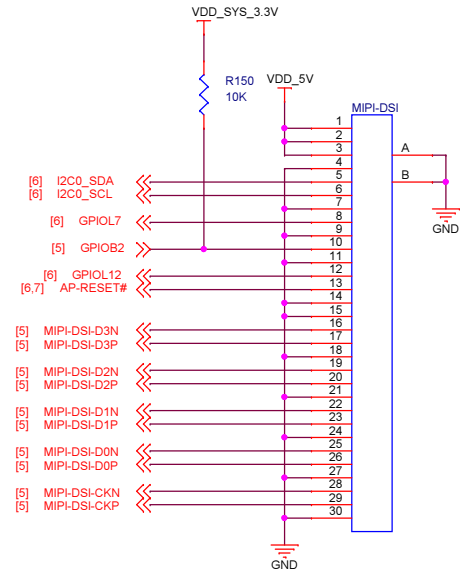 VDD_SYS_3.3V
R150
10K
VDD_5V
MIPI-DSI
1
2
3
A
4
[6] I2C0_SDA 5
B
[6] I2C0_SCL 6
7
[6] GPIOL7 8
GND
9
[5] GPIOB2 10
11
[6] GPIOL12 12
[6,7] AP-RESET# 13
14
15
[5] MIPI-DSI-D3N 16
[5] MIPI-DSI-D3P 17
18
[5] MIPI-DSI-D2N 19
[5] MIPI-DSI-D2P 20
21
[5] MIPI-DSI-D1N 22
[5] MIPI-DSI-D1P 23
24
[5] MIPI-DSI-D0N 25
[5] MIPI-DSI-D0P 26
27
[5] MIPI-DSI-CKN 28
[5] MIPI-DSI-CKP 29
30
GND